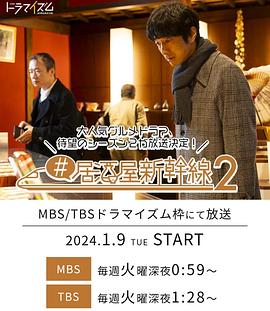 ドラマイズム
大人気グルメドラマ、
待望のシーズン2が放送決定!
#居酒屋新幹線2
MBS/TBSドラマイズム枠にて放送
2024.1.9 TUE START
MBS 毎週火曜深夜0:59~
TBS 毎週火曜深夜1:28~